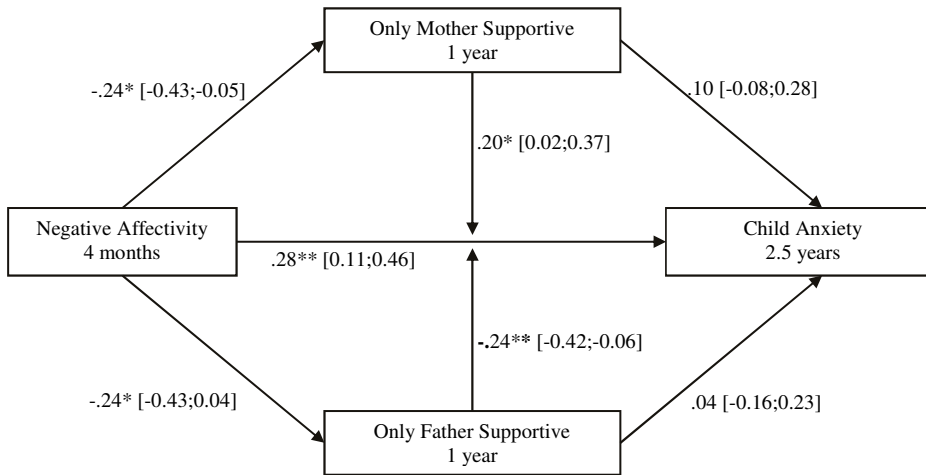 Only Mother Supportive
1 year
-.24* [-0.43;-0.05]
.10 [-0.08;0.28]
.20* [0.02;0.37]
Negative Affectivity
4 months
Child Anxiety
2.5 years
.28** [0.11;0.46]
-.24** [-0.42;-0.06]
-.24* [-0.43;0.04]
.04 [-0.16;0.23]
Only Father Supportive
1 year